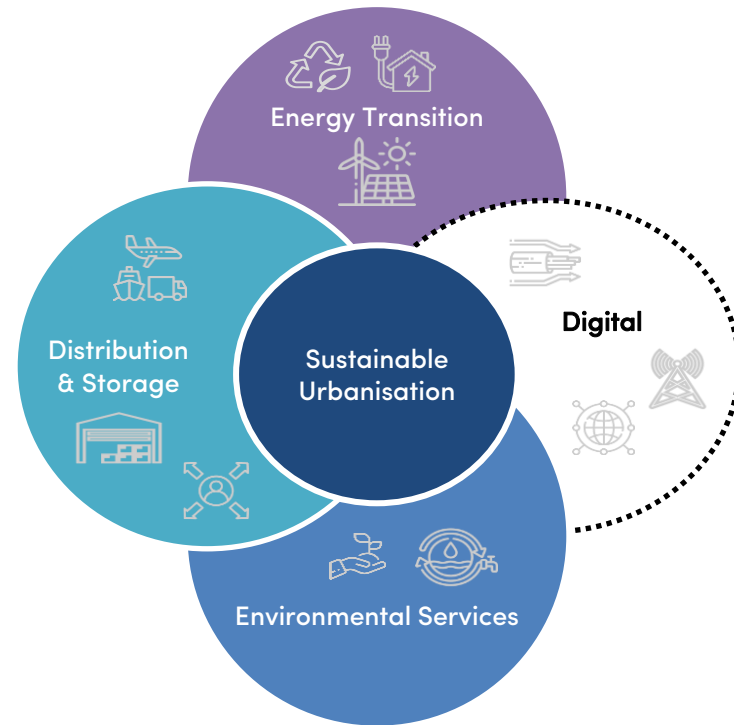 Energy Transition
Distribution
& Storage
Sustainable
Urbanisation
Digital
Environmental Services